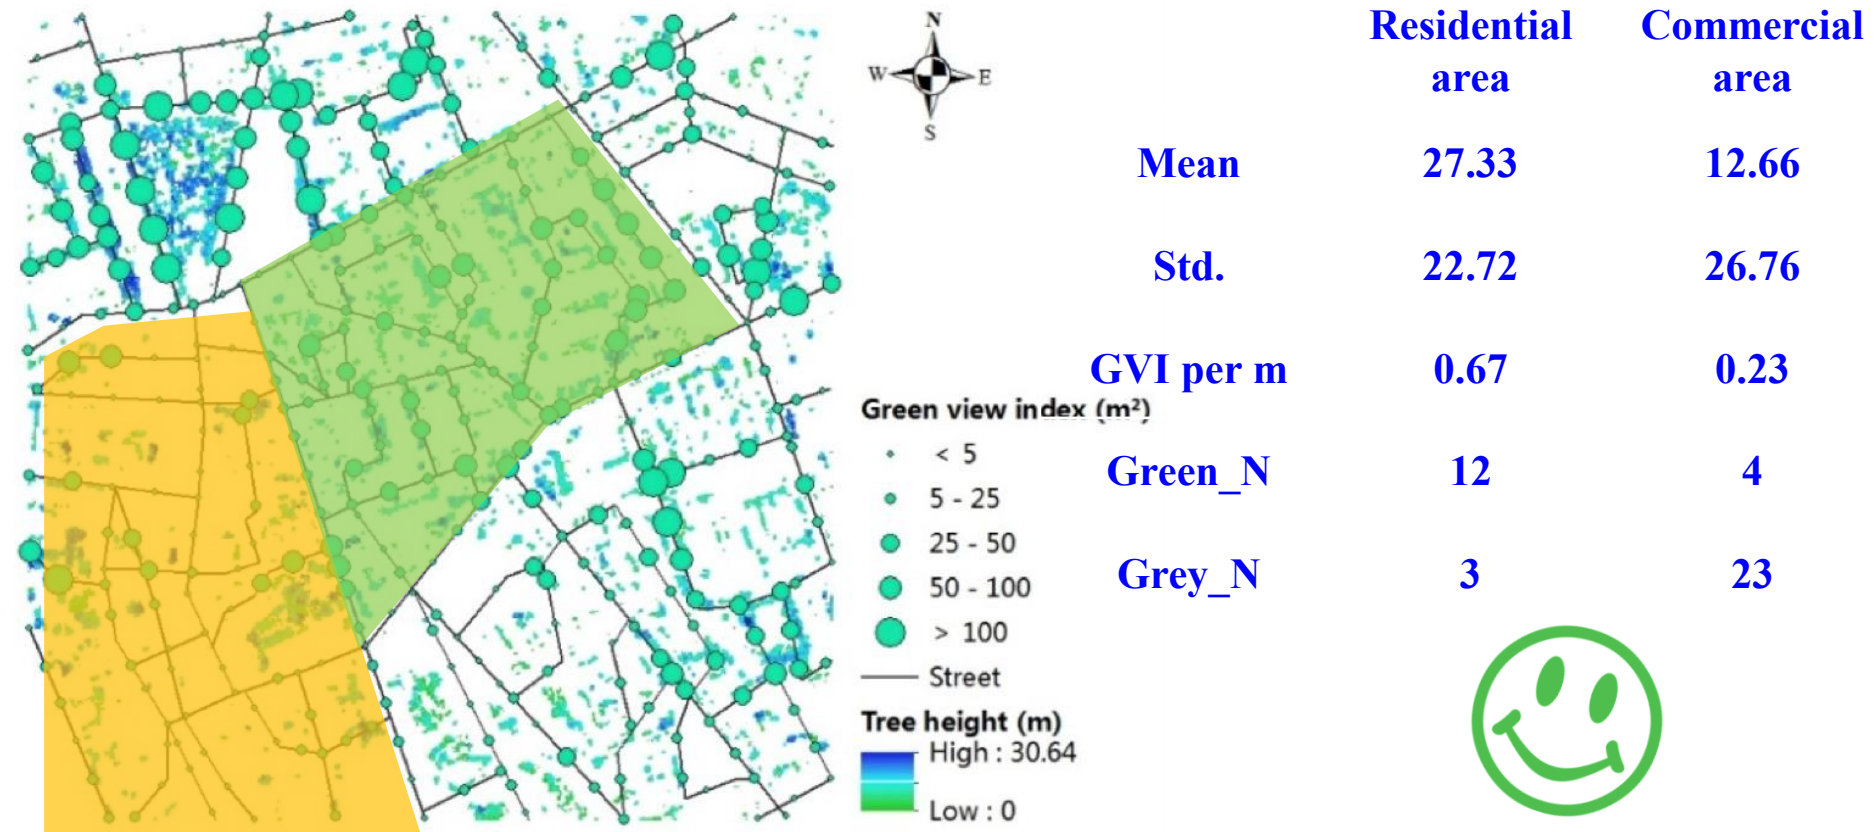 N
W
E
S
Green view index (m²)
< 5
5 - 25
25 - 50
50 - 100
> 100
Street
Tree height (m)
High : 30.64
Low : 0
Residential area Commercial area
Mean 27.33 12.66
Std. 22.72 26.76
GVI per m 0.67 0.23
Green_N 12 4
Grey_N 3 23